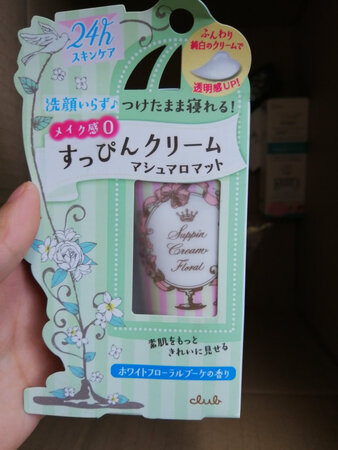 24h
スキンケア
ふんわり
純白のクリームで
透明感UP!
洗顔いらず♪つけたまま寝れる!
メイク感0
すっぴんクリーム
マシュマロマット
Suppin
Cream
Floral
素肌をもっと
きれいに見せる
ホワイトフローラルブーケの香り
club